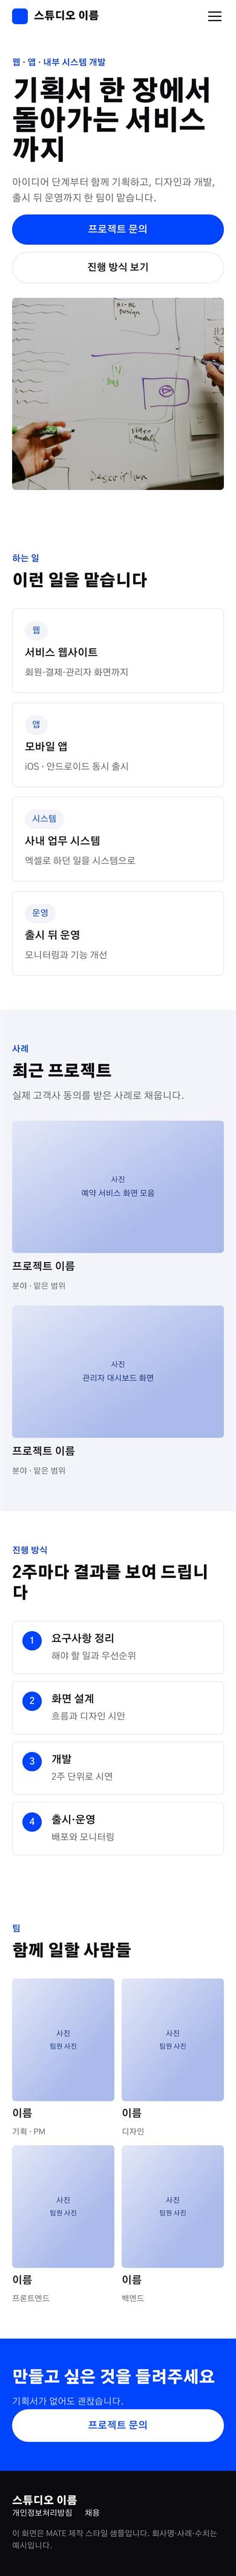 스튜디오 이름
웹 · 앱 · 내부 시스템 개발
기획서 한 장에서
돌아가는 서비스
까지
아이디어 단계부터 함께 기획하고, 디자인과 개발,
출시 뒤 운영까지 한 팀이 맡습니다.
프로젝트 문의
진행 방식 보기
Hi-Fi
Design
하는 일
이런 일을 맡습니다
웹
서비스 웹사이트
회원·결제·관리자 화면까지
앱
모바일 앱
iOS · 안드로이드 동시 출시
시스템
사내 업무 시스템
엑셀로 하던 일을 시스템으로
운영
출시 뒤 운영
모니터링과 기능 개선
사례
최근 프로젝트
실제 고객사 동의를 받은 사례로 채웁니다.
사진
예약 서비스 화면 모음
프로젝트 이름
분야 · 맡은 범위
사진
관리자 대시보드 화면
프로젝트 이름
분야 · 맡은 범위
진행 방식
2주마다 결과를 보여 드립니
다
1 요구사항 정리
해야 할 일과 우선순위
2 화면 설계
흐름과 디자인 시안
3 개발
2주 단위로 시연
4 출시·운영
배포와 모니터링
팀
함께 일할 사람들
사진 사진
팀원 사진 팀원 사진
이름 이름
기획 · PM 디자인
사진 사진
팀원 사진 팀원 사진
이름 이름
프론트엔드 백엔드
만들고 싶은 것을 들려주세요
기획서가 없어도 괜찮습니다.
프로젝트 문의
스튜디오 이름
개인정보처리방침 채용
이 화면은 MATE 제작 스타일 샘플입니다. 회사명·사례·수치는
예시입니다.